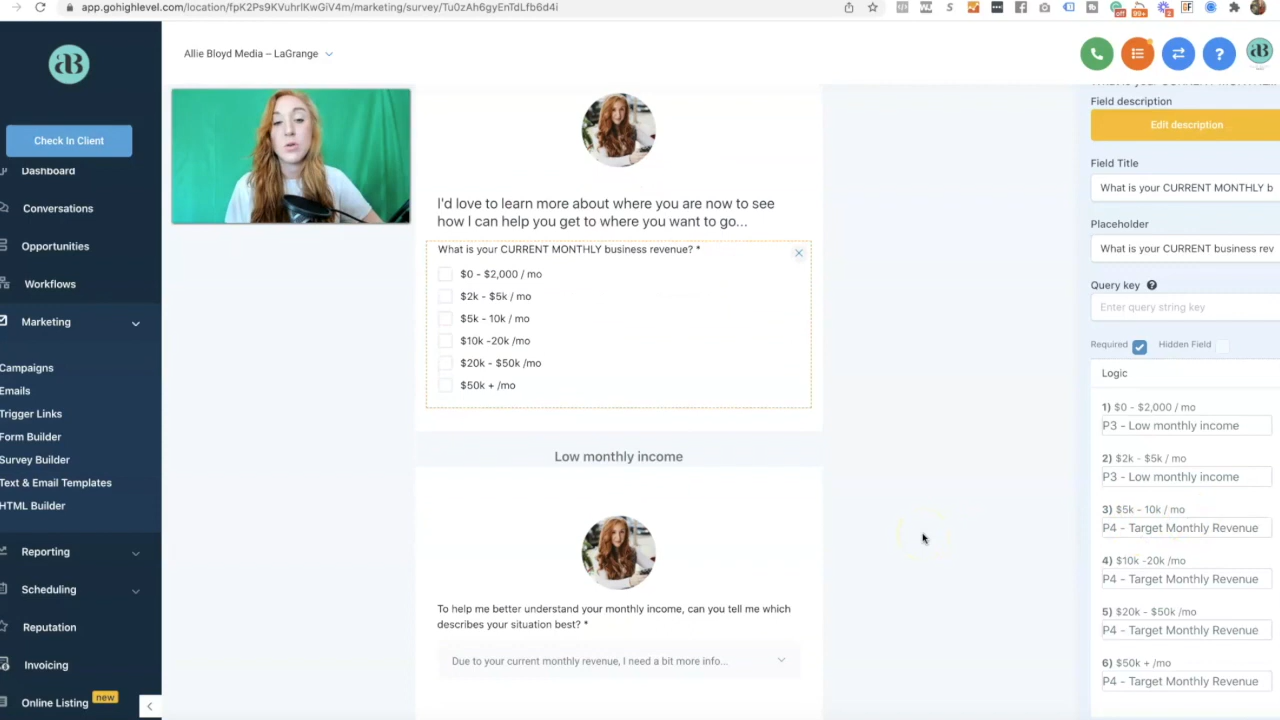 app.gohighlevel.com/location/fpK2Ps9KVuhrIKwGiV4m/marketing/survey/Tu0zAh6gyEnTdLfb6d4i
off
99+
2
Allie Bloyd Media – LaGrange
Check In Client
Dashboard
Conversations
Opportunities
Workflows
Marketing
Campaigns
Emails
Trigger Links
Form Builder
Survey Builder
Text & Email Templates
HTML Builder
Reporting
Scheduling
Reputation
Invoicing
Online Listing new
I'd love to learn more about where you are now to see
how I can help you get to where you want to go...
What is your CURRENT MONTHLY business revenue? *
$0 - $2,000 / mo
$2k - $5k / mo
$5k - 10k / mo
$10k -20k /mo
$20k - $50k /mo
$50k + /mo
Low monthly income
To help me better understand your monthly income, can you tell me which
describes your situation best? *
Due to your current monthly revenue, I need a bit more info...
Field description
Edit description
Field Title
What is your CURRENT MONTHLY b
Placeholder
What is your CURRENT business rev
Query key ?
Enter query string key
Required Hidden Field
Logic
1) $0 - $2,000 / mo
P3 - Low monthly income
2) $2k - $5k / mo
P3 - Low monthly income
3) $5k - 10k / mo
P4 - Target Monthly Revenue
4) $10k -20k /mo
P4 - Target Monthly Revenue
5) $20k - $50k /mo
P4 - Target Monthly Revenue
6) $50k + /mo
P4 - Target Monthly Revenue